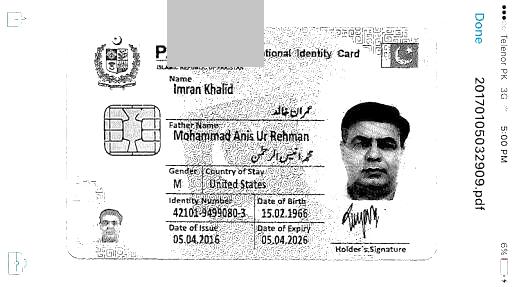 P
tional Identity Card
ISLAMIC REPUBLIC OF PAKISTAN
Name
Imran Khalid
عمران خالد
Father Name
Mohammad Anis Ur Rehman
محمد انیس الرحمٰن
Gender Country of Stay
M United States
Identity Number Date of Birth
42101-9499080-3 15.02.1966
Date of Issue Date of Expiry
05.04.2016 05.04.2026
Holder's Signature
Telenor PK 3G 5:00 PM 6%
Done 20170105032909.pdf